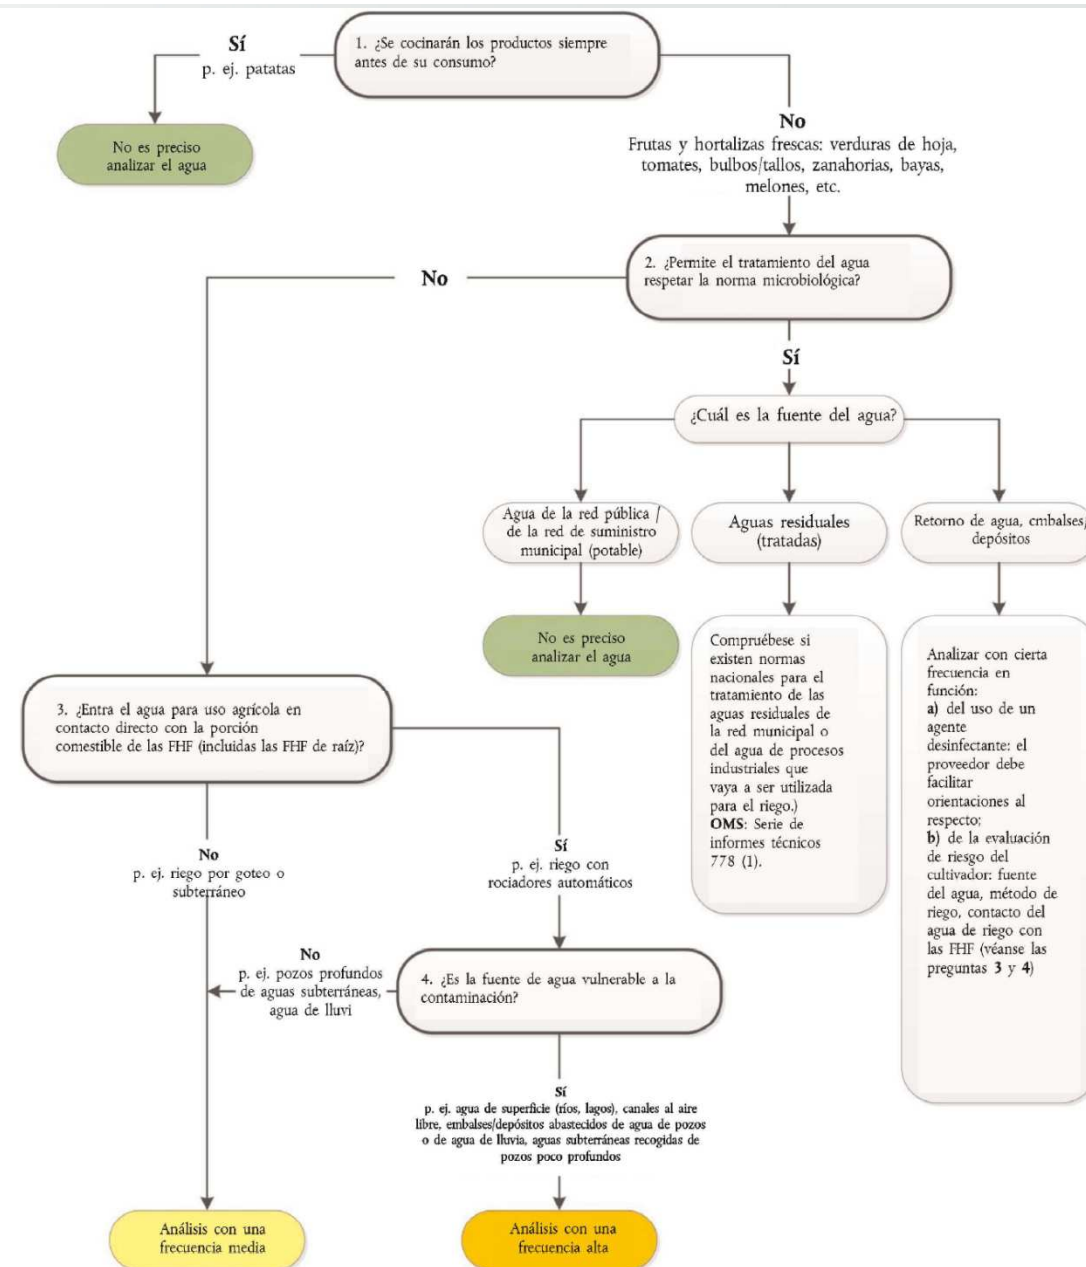 1. ¿Se cocinarán los productos siempre
antes de su consumo?
Sí
p. ej. patatas
No es preciso
analizar el agua
No
Frutas y hortalizas frescas: verduras de hoja,
tomates, bulbos/tallos, zanahorias, bayas,
melones, etc.
2. ¿Permite el tratamiento del agua
respetar la norma microbiológica?
No
Sí
¿Cuál es la fuente del agua?
Agua de la red pública /
de la red de suministro
municipal (potable)
Aguas residuales
(tratadas)
Retorno de agua, embalses/
depósitos
No es preciso
analizar el agua
Compruébese si
existen normas
nacionales para el
tratamiento de las
aguas residuales de
la red municipal o
del agua de procesos
industriales que
vaya a ser utilizada
para el riego.)
OMS: Serie de
informes técnicos
778 (1).
Analizar con cierta
frecuencia en
función:
a) del uso de un
agente
desinfectante: el
proveedor debe
facilitar
orientaciones al
respecto;
b) de la evaluación
de riesgo del
cultivador: fuente
del agua, método de
riego, contacto del
agua de riego con
las FHF (véanse las
preguntas 3 y 4)
3. ¿Entra el agua para uso agrícola en
contacto directo con la porción
comestible de las FHF (incluidas las FHF de raíz)?
No
p. ej. riego por goteo o
subterráneo
Sí
p. ej. riego con
rociadores automáticos
No
p. ej. pozos profundos
de aguas subterráneas,
agua de lluvi
4. ¿Es la fuente de agua vulnerable a la
contaminación?
Sí
p. ej. agua de superficie (ríos, lagos), canales al aire
libre, embalses/depósitos abastecidos de agua de pozos
o de agua de lluvia, aguas subterráneas recogidas de
pozos poco profundos
Análisis con una
frecuencia media
Análisis con una
frecuencia alta